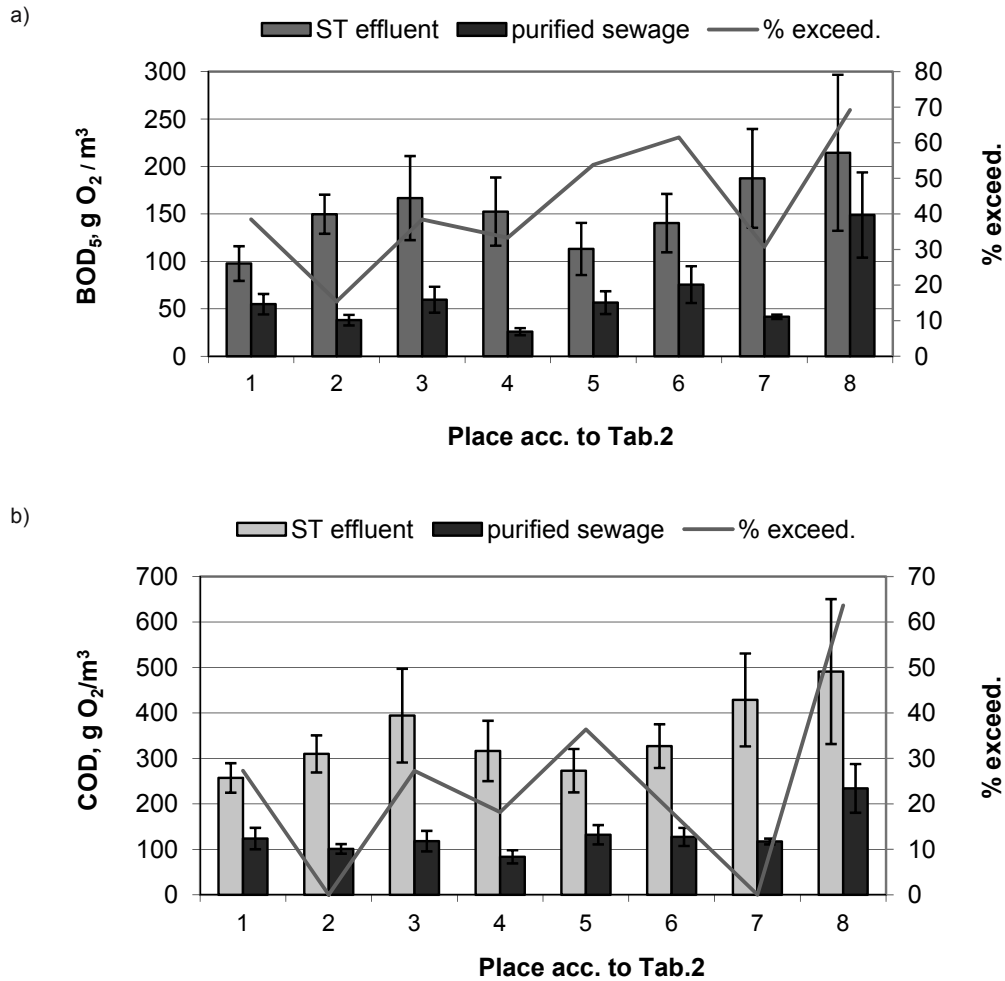 a)
ST effluent purified sewage % exceed.
300 80
250 70
200 60
150 50
100 40
50 30
0 20
10
0
BOD₅, g O₂ / m³
% exceed.
1 2 3 4 5 6 7 8
Place acc. to Tab.2
b)
ST effluent purified sewage % exceed.
700 70
600 60
500 50
400 40
300 30
200 20
100 10
0 0
COD, g O₂/m³
% exceed.
1 2 3 4 5 6 7 8
Place acc. to Tab.2